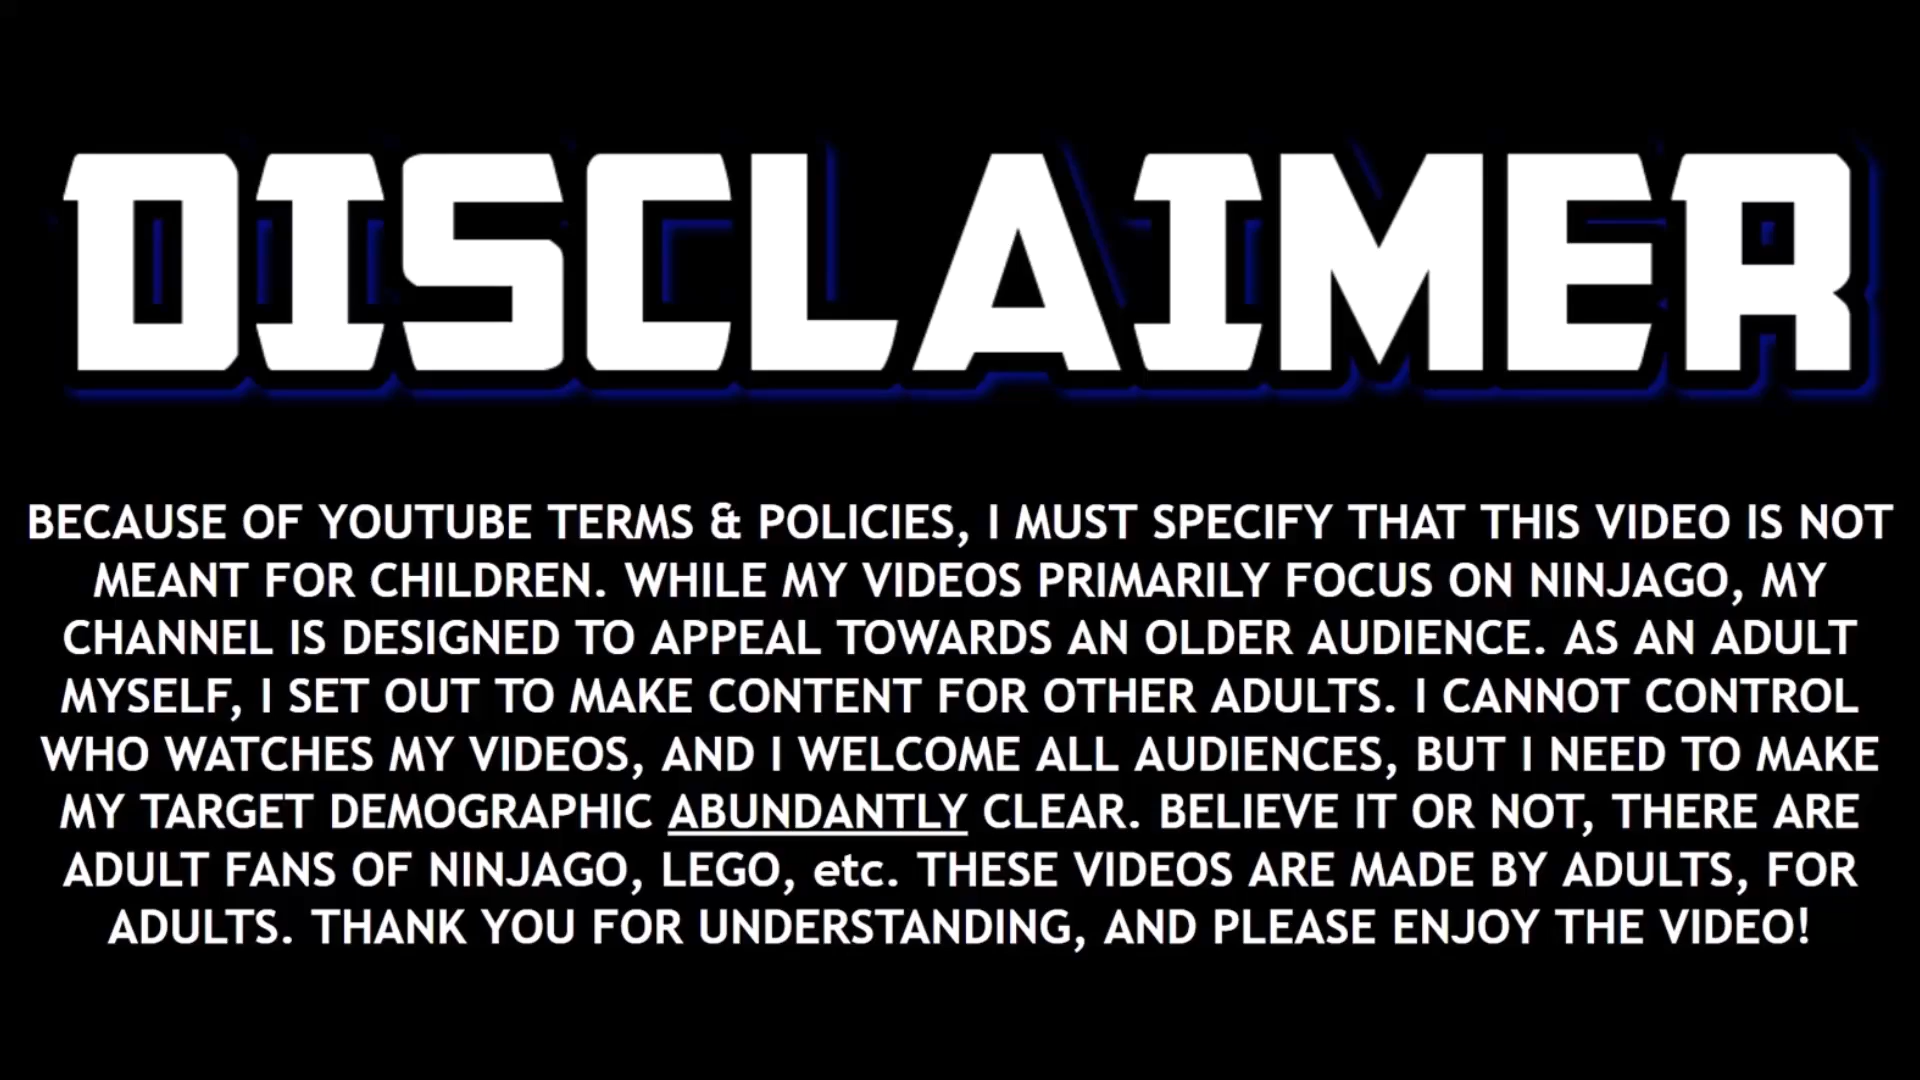 DISCLAIMER
BECAUSE OF YOUTUBE TERMS & POLICIES, I MUST SPECIFY THAT THIS VIDEO IS NOT
MEANT FOR CHILDREN. WHILE MY VIDEOS PRIMARILY FOCUS ON NINJAGO, MY
CHANNEL IS DESIGNED TO APPEAL TOWARDS AN OLDER AUDIENCE. AS AN ADULT
MYSELF, I SET OUT TO MAKE CONTENT FOR OTHER ADULTS. I CANNOT CONTROL
WHO WATCHES MY VIDEOS, AND I WELCOME ALL AUDIENCES, BUT I NEED TO MAKE
MY TARGET DEMOGRAPHIC ABUNDANTLY CLEAR. BELIEVE IT OR NOT, THERE ARE
ADULT FANS OF NINJAGO, LEGO, etc. THESE VIDEOS ARE MADE BY ADULTS, FOR
ADULTS. THANK YOU FOR UNDERSTANDING, AND PLEASE ENJOY THE VIDEO!